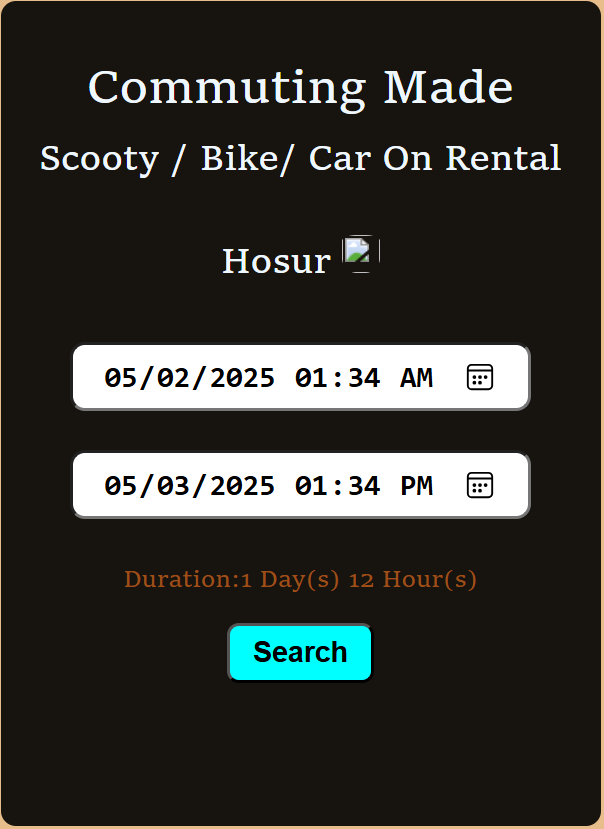 Commuting Made
Scooty / Bike/ Car On Rental
Hosur
05/02/2025 01:34 AM
05/03/2025 01:34 PM
Duration:1 Day(s) 12 Hour(s)
Search